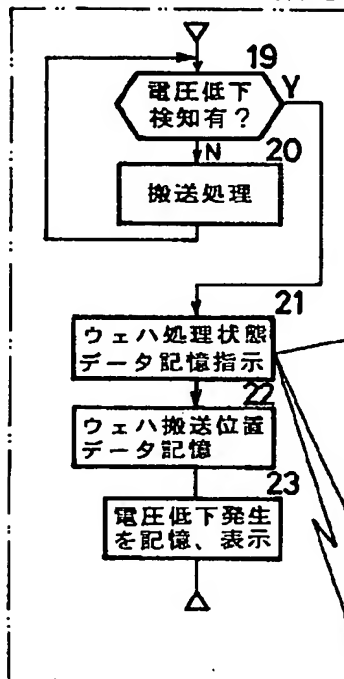 19
電圧低下
検知有?
Y
N
20
搬送処理
21
ウェハ処理状態
データ記憶指示
22
ウェハ搬送位置
データ記憶
23
電圧低下発生
を記憶、表示